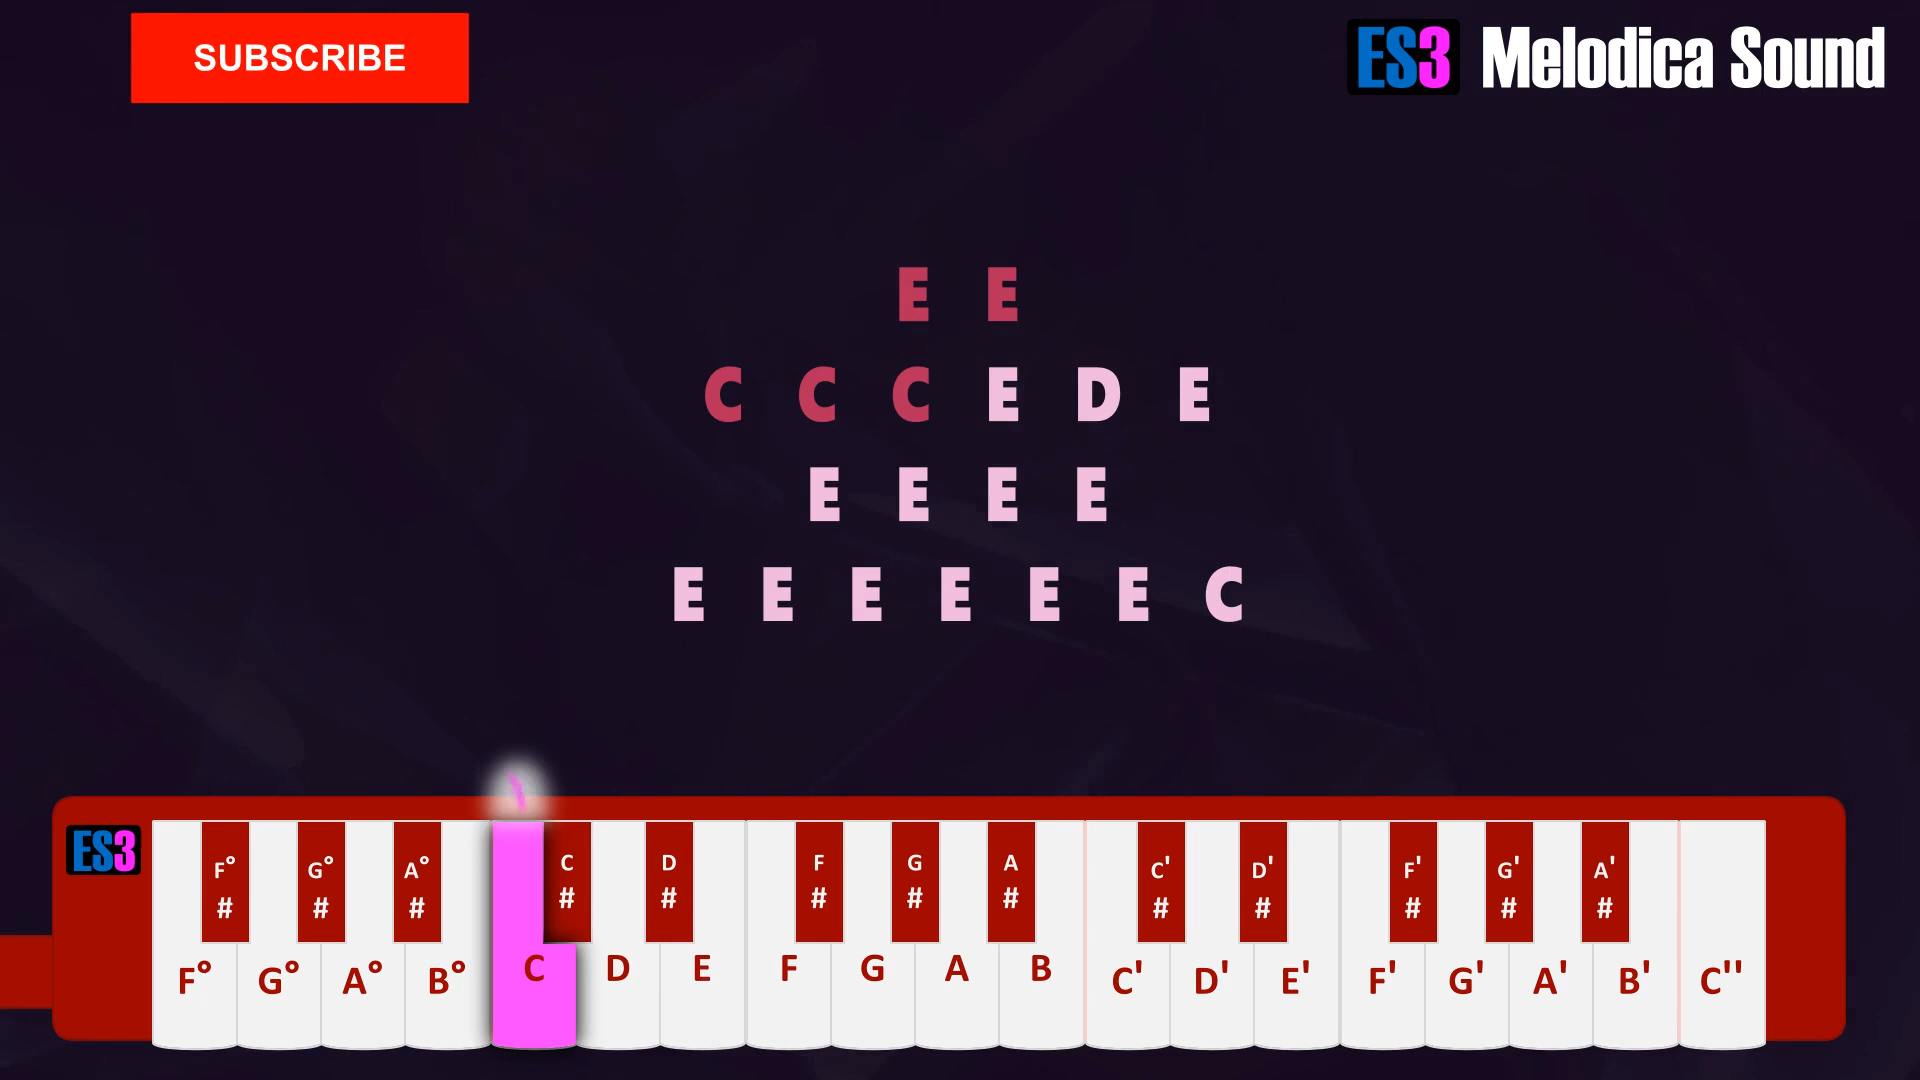 SUBSCRIBE
ES3 Melodica Sound
E E
C C C E D E
E E E E
E E E E E E C
ES3
F° # G° # A° # C # D # F # G # A # C' # D' # F' # G' # A' #
F° G° A° B° C D E F G A B C' D' E' F' G' A' B' C''